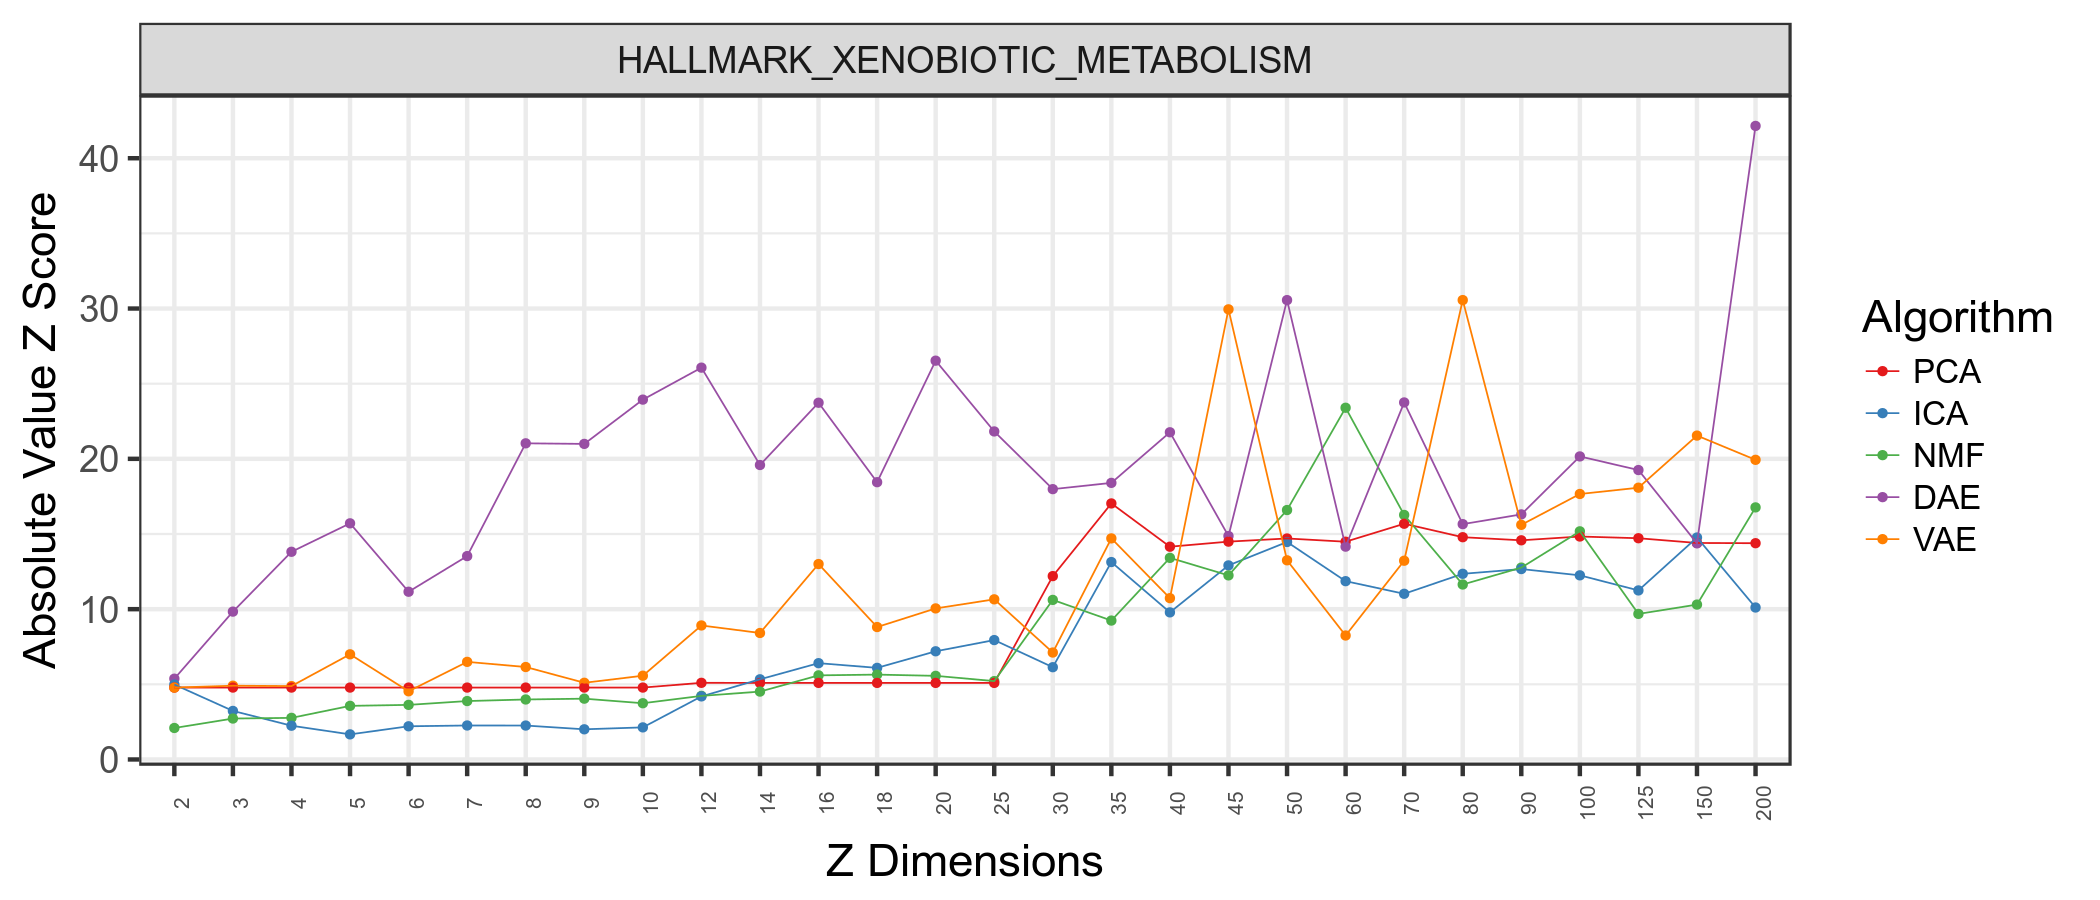 HALLMARK_XENOBIOTIC_METABOLISM
Absolute Value Z Score
40
30
20
10
0
2 3 4 5 6 7 8 9 10 12 14 16 18 20 25 30 35 40 45 50 60 70 80 90 100 125 150 200
Z Dimensions
Algorithm
PCA
ICA
NMF
DAE
VAE